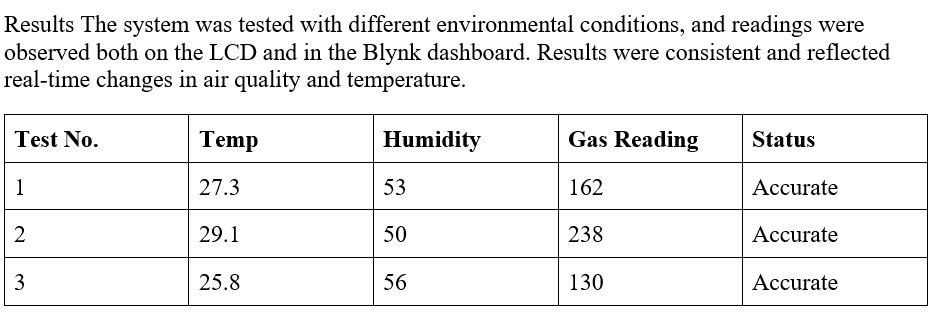 Results The system was tested with different environmental conditions, and readings were
observed both on the LCD and in the Blynk dashboard. Results were consistent and reflected
real-time changes in air quality and temperature.
Test No. Temp Humidity Gas Reading Status
1 27.3 53 162 Accurate
2 29.1 50 238 Accurate
3 25.8 56 130 Accurate